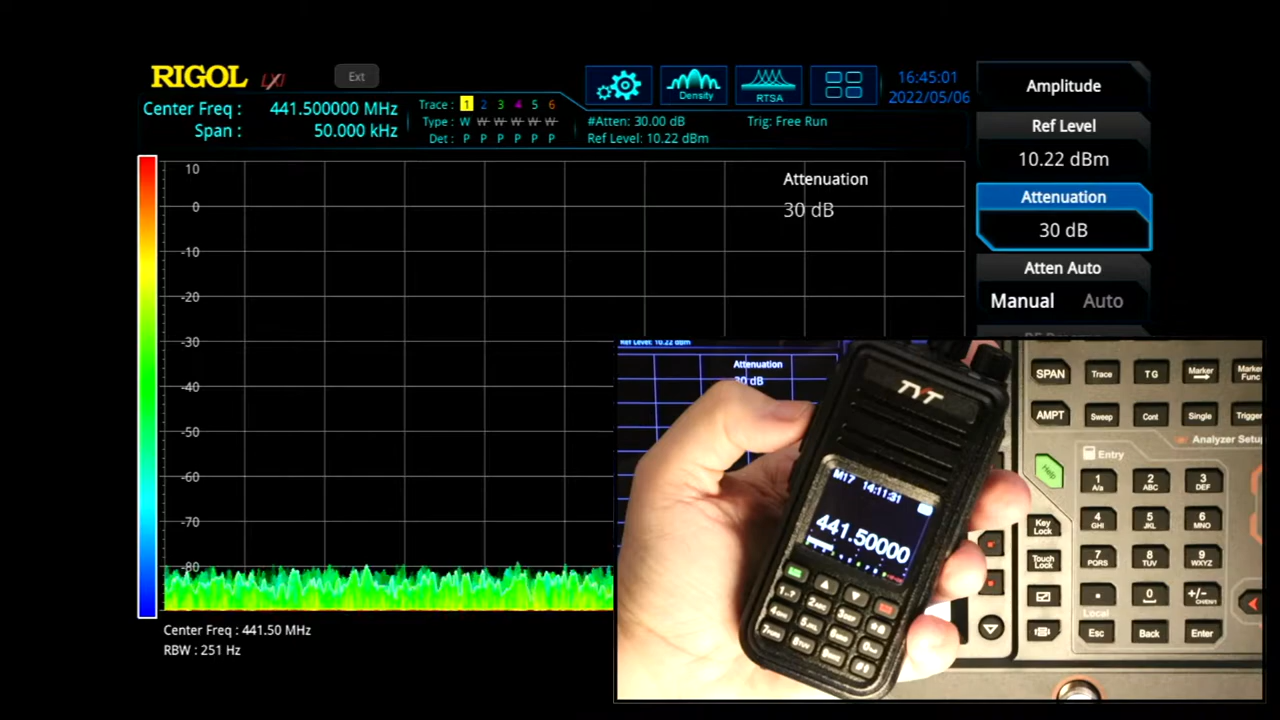 RIGOL LXI Ext
Center Freq : 441.500000 MHz
Span : 50.000 kHz
Trace : 1 2 3 4 5 6
Type : W W W W W W
Det : P P P P P P
Density
RTSA
#Atten: 30.00 dB
Ref Level: 10.22 dBm
Trig: Free Run
16:45:01
2022/05/06
Amplitude
Ref Level
10.22 dBm
Attenuation
30 dB
Atten Auto
Manual Auto
10
0
-10
-20
-30
-40
-50
-60
-70
-80
Attenuation
30 dB
Center Freq : 441.50 MHz
RBW : 251 Hz
Ref Level: 10.22 dBm
Attenuation
30 dB
TYT
M17 14:11:31
441.50000
SPAN Trace TG Marker Marker Func
AMPT Sweep Cont Single Trigger
Analyzer Setup
Help
Entry
1 A/a 2 ABC 3 DEF
Key Lock
4 GHI 5 JKL 6 MNO
Touch Lock
7 PQRS 8 TUV 9 WXYZ
. 0 +/-
Local
Esc Back Enter